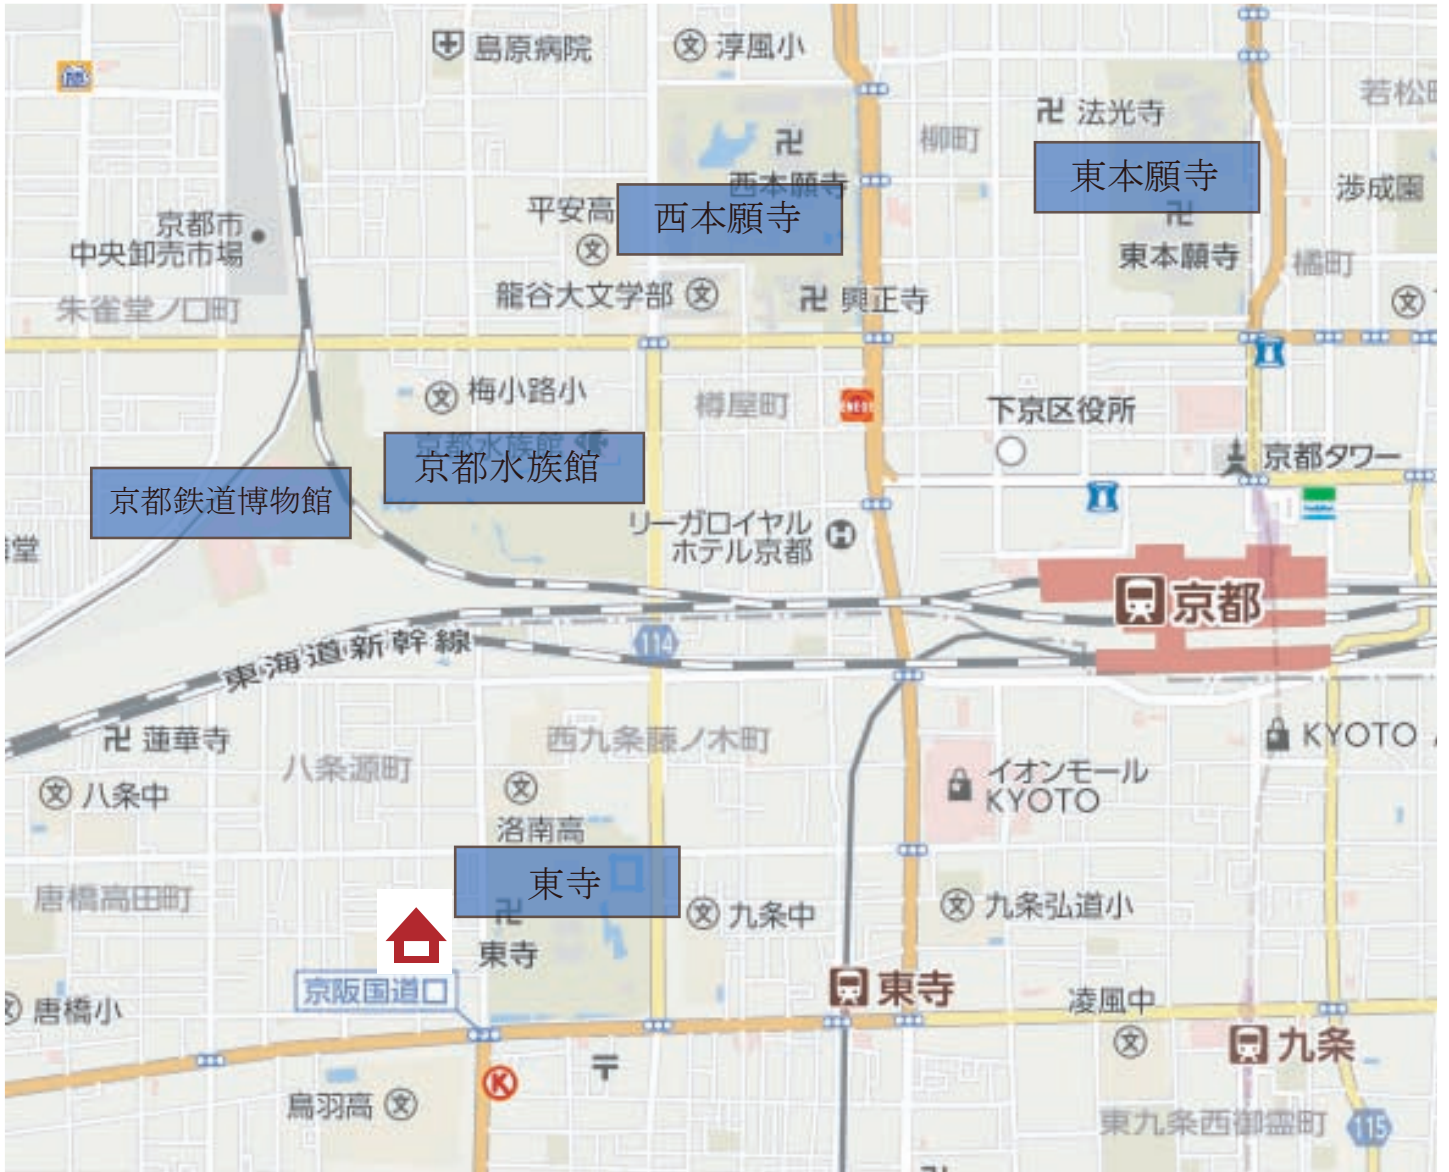 島原病院
淳風小
若松町
柳町
法光寺
東本願寺
西本願寺
渉成園
平安高
西本願寺
京都市
中央卸売市場
東本願寺
橘町
龍谷大文学部
興正寺
朱雀堂ノ口町
梅小路小
樽屋町
ENEOS
下京区役所
京都水族館
京都水族館
京都タワー
京都鉄道博物館
リーガロイヤル
ホテル京都
堂
京都
114
東海道新幹線
蓮華寺
西九条藤ノ木町
KYOTO
八条源町
イオンモール
KYOTO
八条中
洛南高
東寺
唐橋高田町
九条中
九条弘道小
東寺
京阪国道口
東寺
凌風中
唐橋小
九条
K
鳥羽高
東九条西御霊町
115